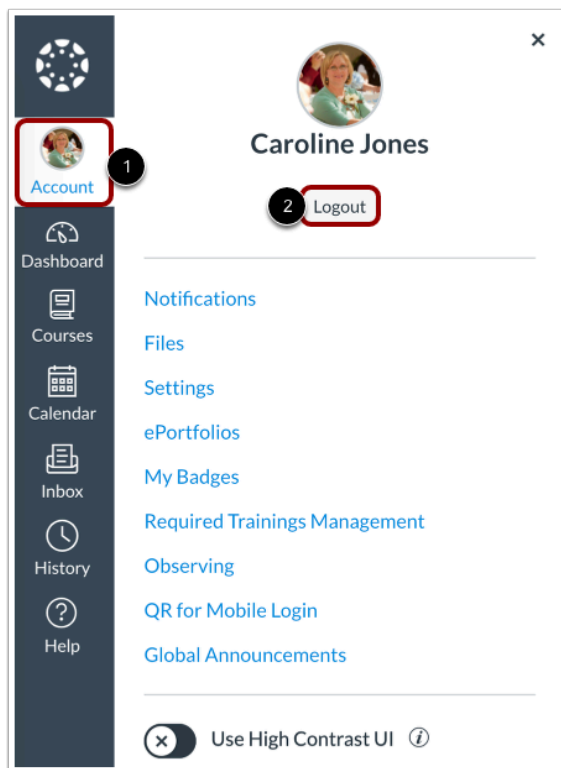 Caroline Jones
1
Account
2 Logout
Dashboard
Notifications
Files
Courses
Settings
Calendar
ePortfolios
My Badges
Inbox
Required Trainings Management
History
Observing
QR for Mobile Login
Help
Global Announcements
Use High Contrast UI